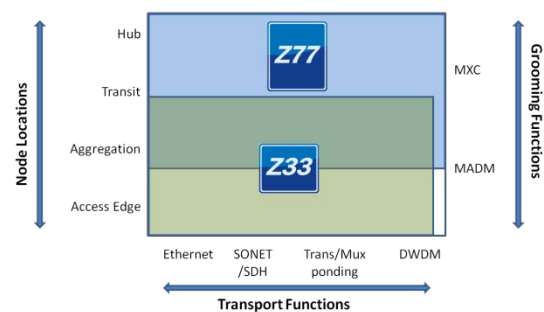 Hub
Transit
Aggregation
Access Edge
Node Locations
Z77
Z33
MXC
MADM
Grooming Functions
Ethernet
SONET
/SDH
Trans/Mux
ponding
DWDM
Transport Functions